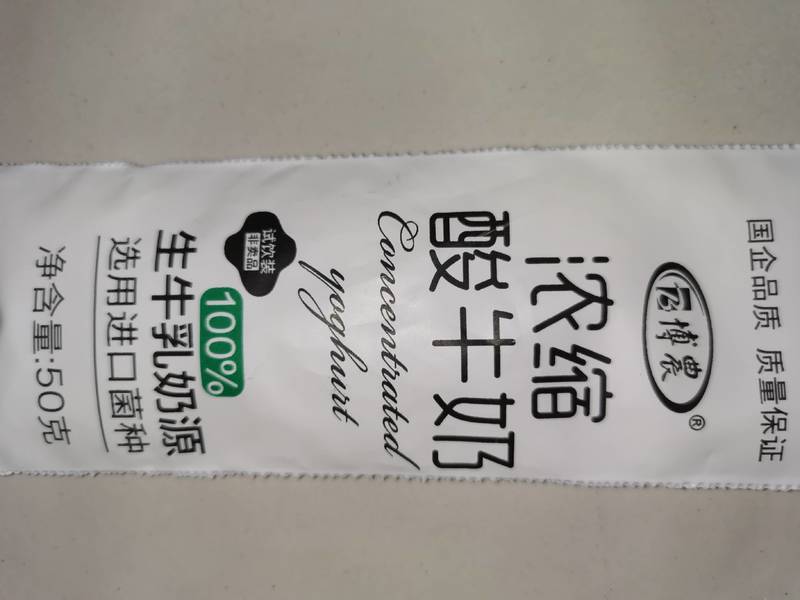 国企品质 质量保证
博农®
浓缩
酸牛奶
Concentrated
yoghurt
试饮装
非卖品
100%
生牛乳奶源
选用进口菌种
净含量:50克